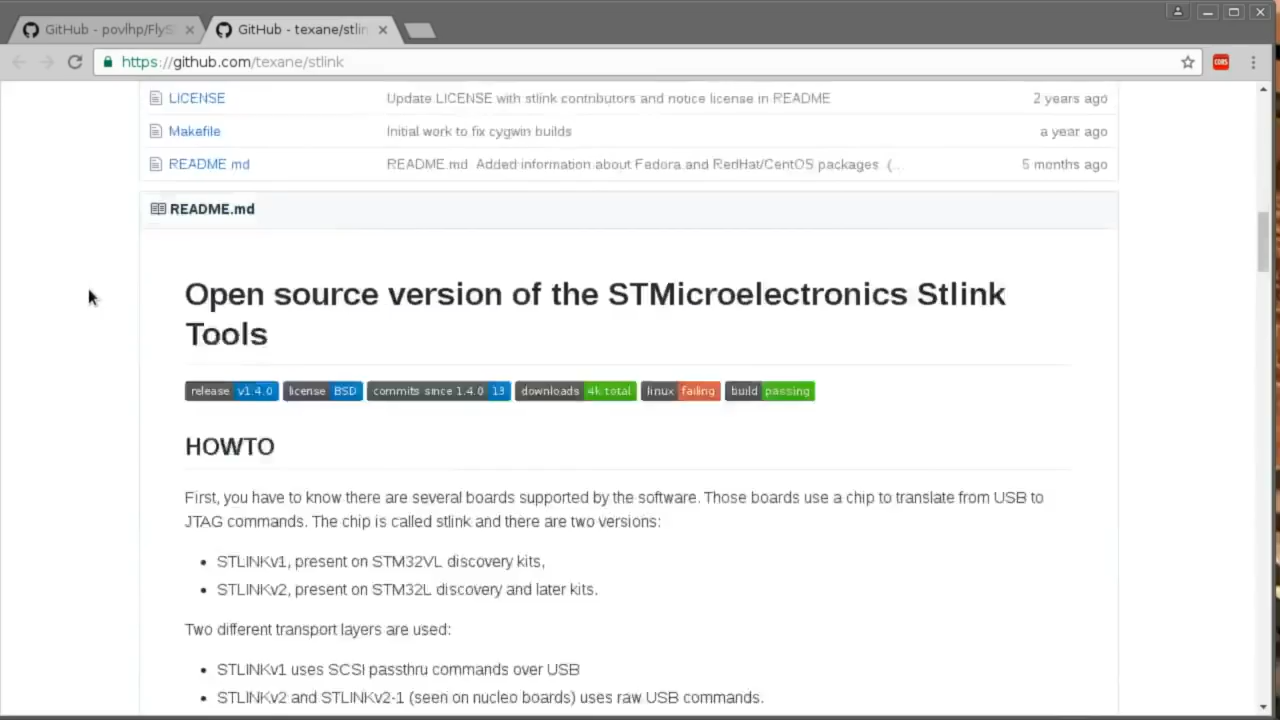 GitHub - povlhp/FlyS
GitHub - texane/stlin
https://github.com/texane/stlink
CORS
LICENSE Update LICENSE with stlink contributors and notice license in README 2 years ago
Makefile Initial work to fix cygwin builds a year ago
README.md README.md Added information about Fedora and RedHat/CentOS packages (... 5 months ago
README.md
Open source version of the STMicroelectronics Stlink
Tools
release v1.4.0 license BSD commits since 1.4.0 13 downloads 4k total linux failing build passing
HOWTO
First, you have to know there are several boards supported by the software. Those boards use a chip to translate from USB to
JTAG commands. The chip is called stlink and there are two versions:
• STLINKv1, present on STM32VL discovery kits,
• STLINKv2, present on STM32L discovery and later kits.
Two different transport layers are used:
• STLINKv1 uses SCSI passthru commands over USB
• STLINKv2 and STLINKv2-1 (seen on nucleo boards) uses raw USB commands.